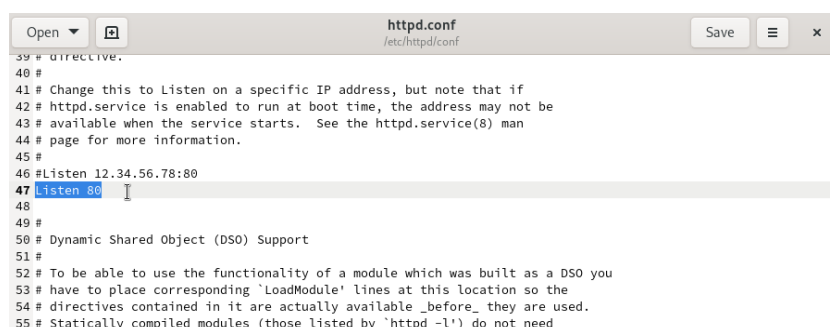 Open
httpd.conf
/etc/httpd/conf
Save
39 # directive.
40 #
41 # Change this to Listen on a specific IP address, but note that if
42 # httpd.service is enabled to run at boot time, the address may not be
43 # available when the service starts.  See the httpd.service(8) man
44 # page for more information.
45 #
46 #Listen 12.34.56.78:80
47 Listen 80
48
49 #
50 # Dynamic Shared Object (DSO) Support
51 #
52 # To be able to use the functionality of a module which was built as a DSO you
53 # have to place corresponding `LoadModule' lines at this location so the
54 # directives contained in it are actually available _before_ they are used.
55 # Statically compiled modules (those listed by `httpd -l') do not need